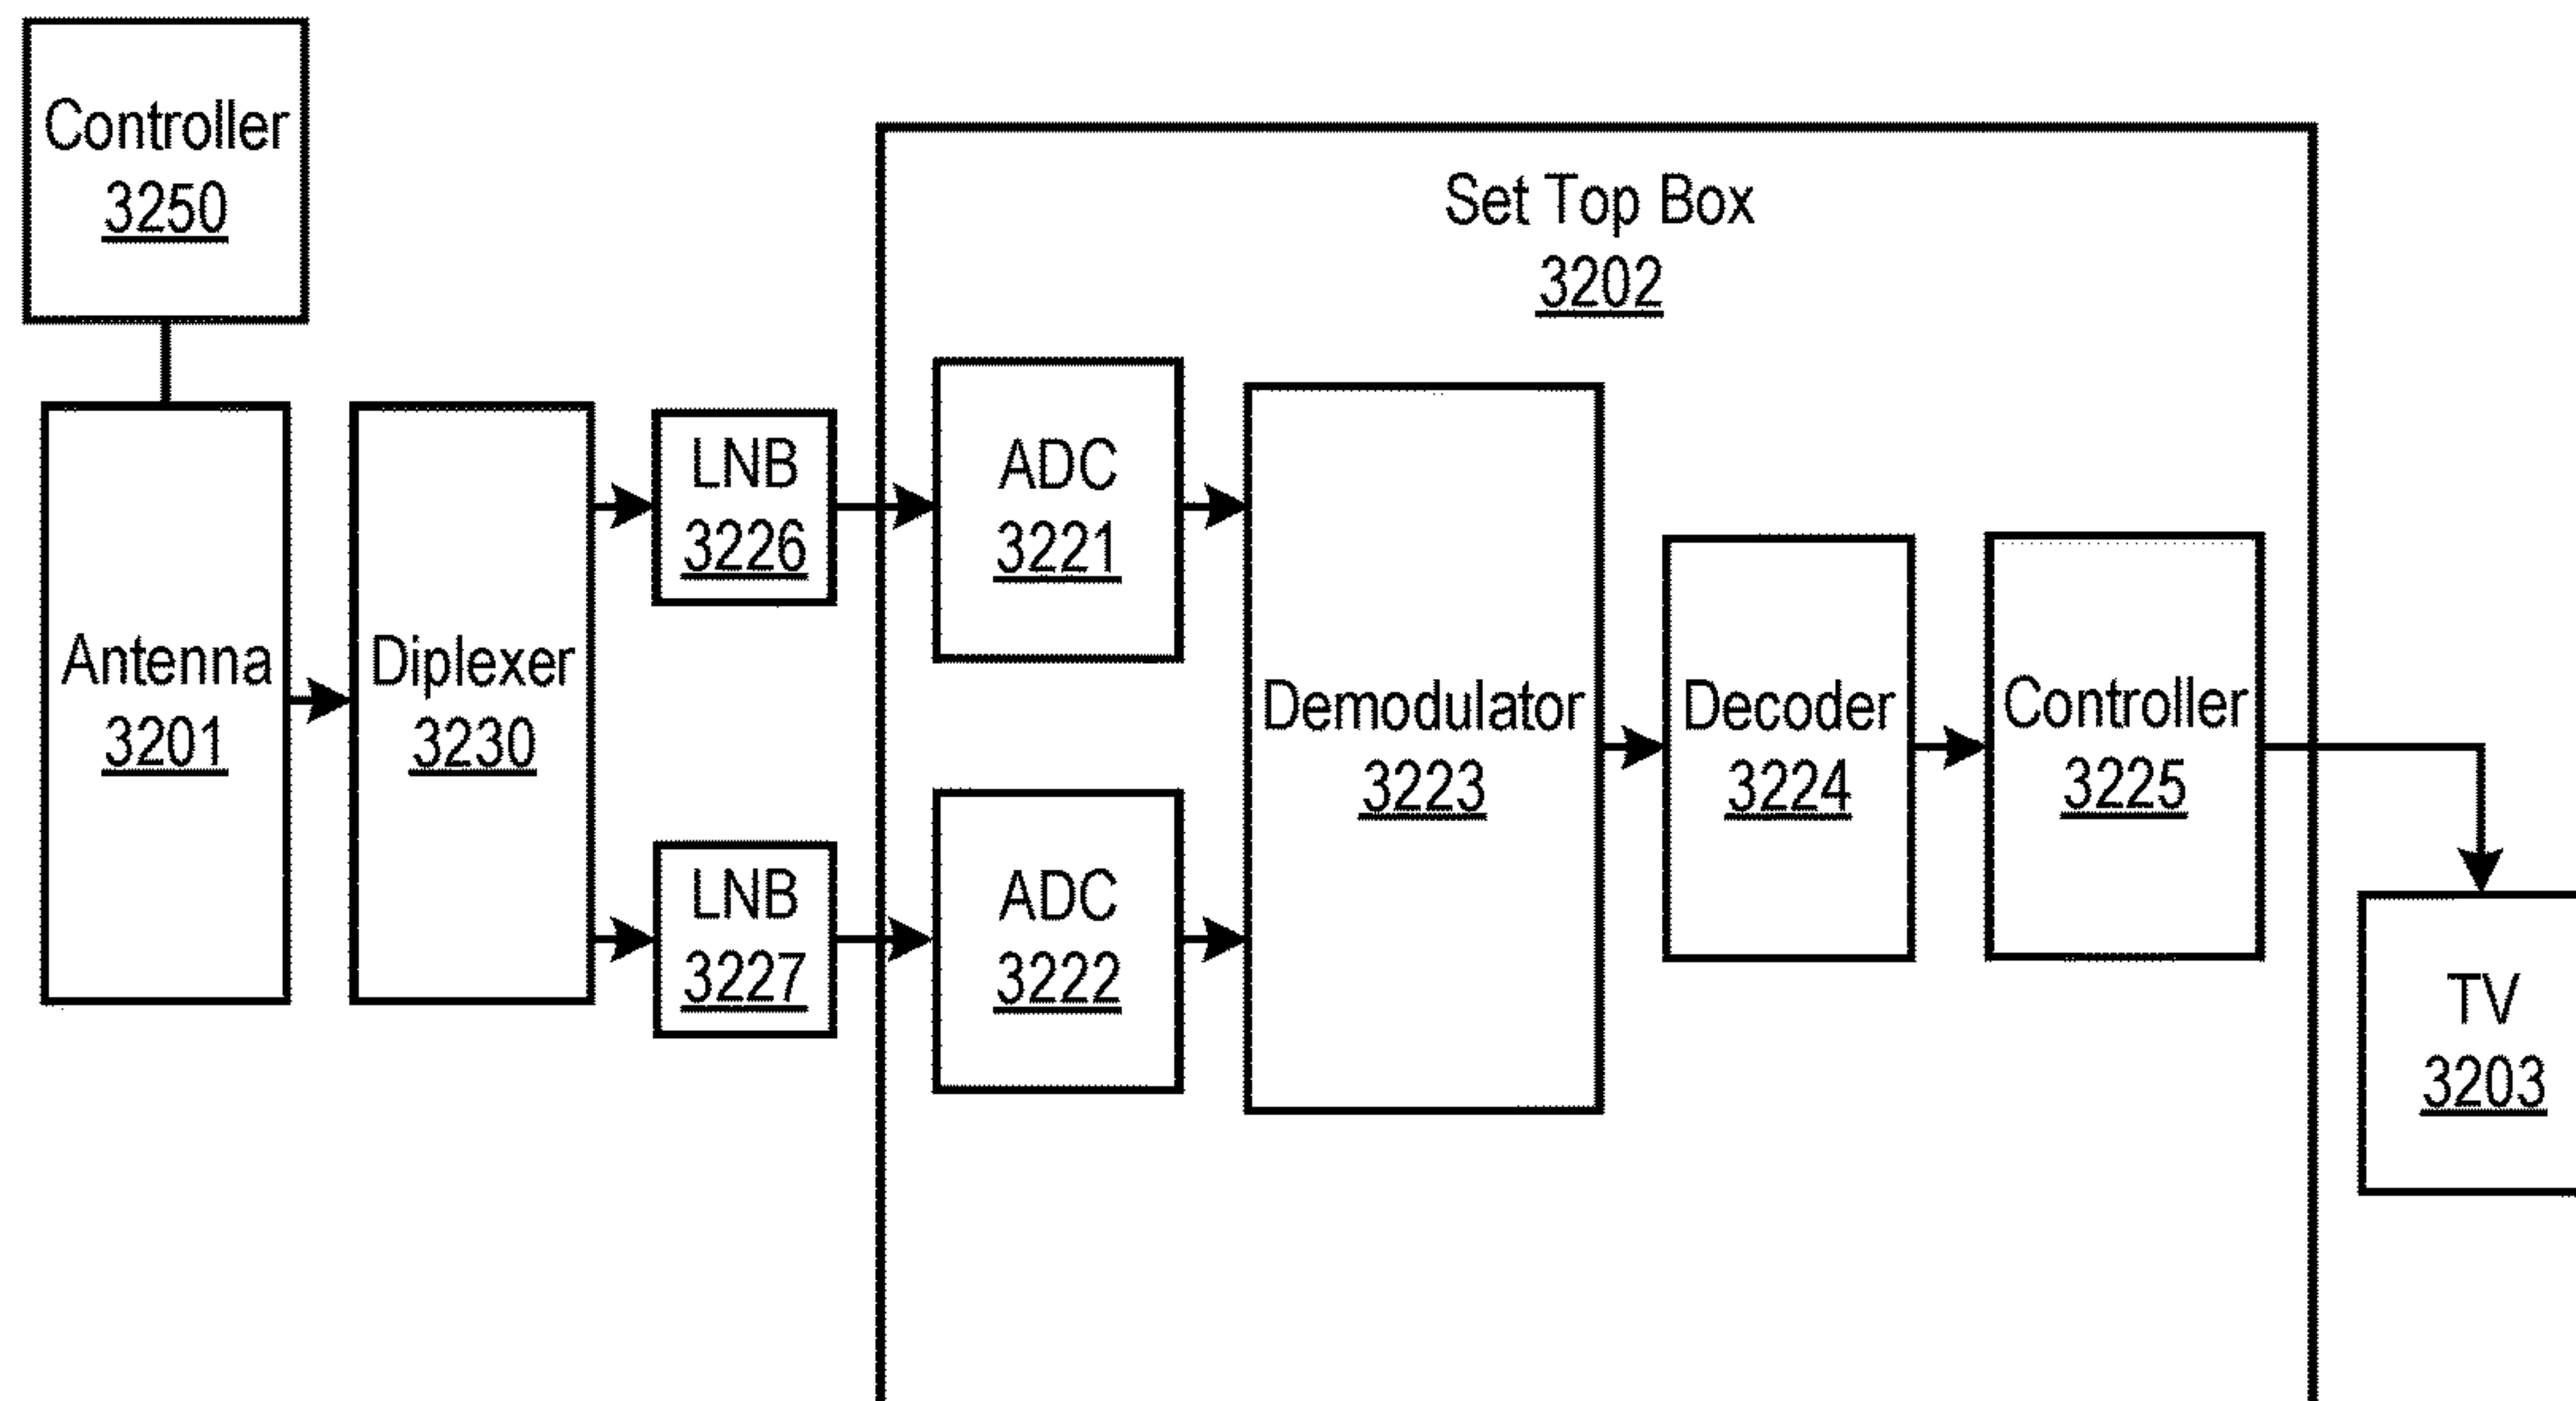 Controller
3250
Set Top Box
3202
Antenna
3201
Diplexer
3230
LNB
3226
LNB
3227
ADC
3221
ADC
3222
Demodulator
3223
Decoder
3224
Controller
3225
TV
3203